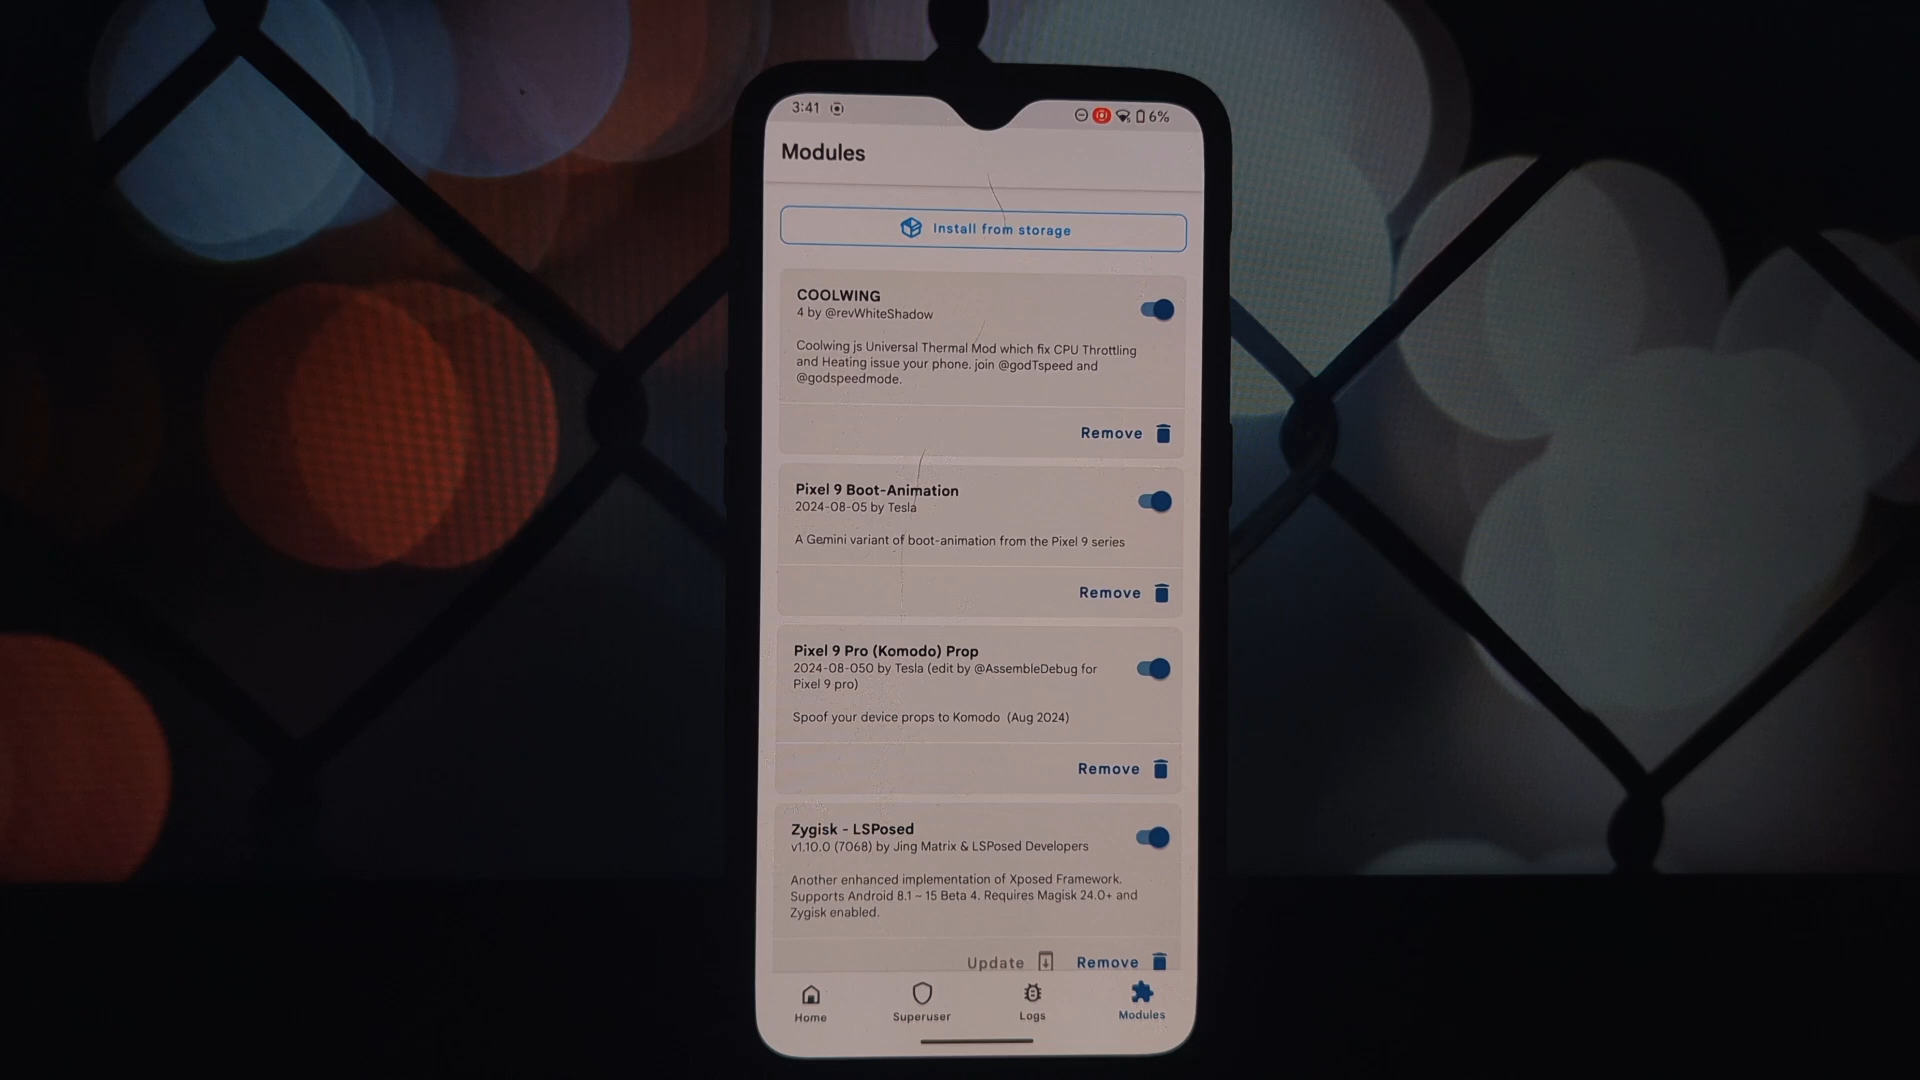 3:41
6%
Modules
Install from storage
COOLWING
4 by @revWhiteShadow
Coolwing js Universal Thermal Mod which fix CPU Throttling
and Heating issue your phone. join @godTspeed and
@godspeedmode.
Remove
Pixel 9 Boot-Animation
2024-08-05 by Tesla
A Gemini variant of boot-animation from the Pixel 9 series
Remove
Pixel 9 Pro (Komodo) Prop
2024-08-050 by Tesla (edit by @AssembleDebug for
Pixel 9 pro)
Spoof your device props to Komodo (Aug 2024)
Remove
Zygisk - LSPosed
v1.10.0 (7068) by Jing Matrix & LSPosed Developers
Another enhanced implementation of Xposed Framework.
Supports Android 8.1 ~ 15 Beta 4. Requires Magisk 24.0+ and
Zygisk enabled.
Update Remove
Home Superuser Logs Modules